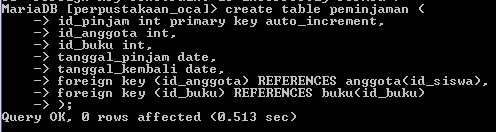 MariaDB [perpustakaan_ocal]> create table peminjaman (
    -> id_pinjam int primary key auto_increment,
    -> id_anggota int,
    -> id_buku int,
    -> tanggal_pinjam date,
    -> tanggal_kembali date,
    -> foreign key (id_anggota) REFERENCES anggota(id_siswa),
    -> foreign key (id_buku) REFERENCES buku(id_buku)
    -> );
Query OK, 0 rows affected (0.513 sec)